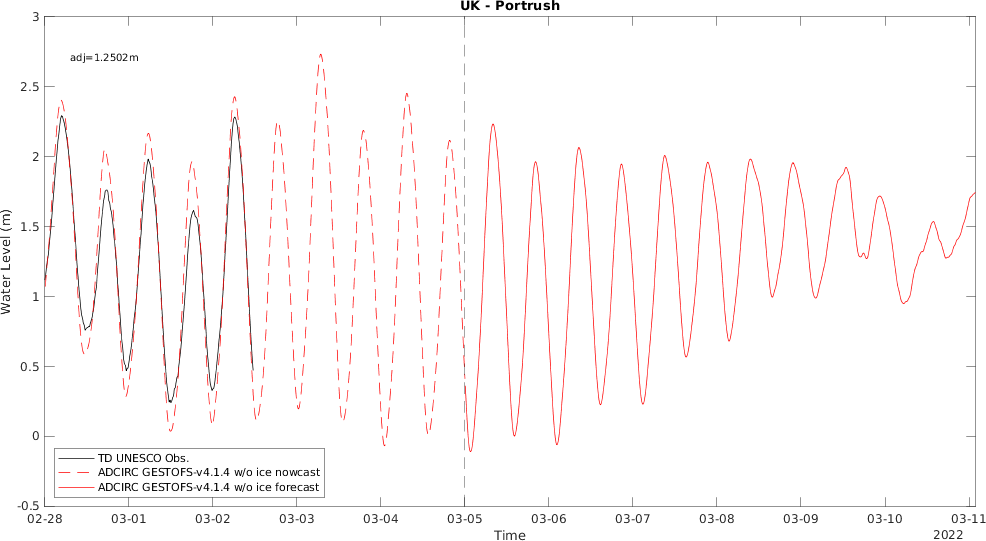 UK - Portrush
adj=1.2502m
3
2.5
2
1.5
1
0.5
0
-0.5
Water Level (m)
TD UNESCO Obs.
ADCIRC GESTOFS-v4.1.4 w/o ice nowcast
ADCIRC GESTOFS-v4.1.4 w/o ice forecast
02-28 03-01 03-02 03-03 03-04 03-05 03-06 03-07 03-08 03-09 03-10 03-11
Time
2022